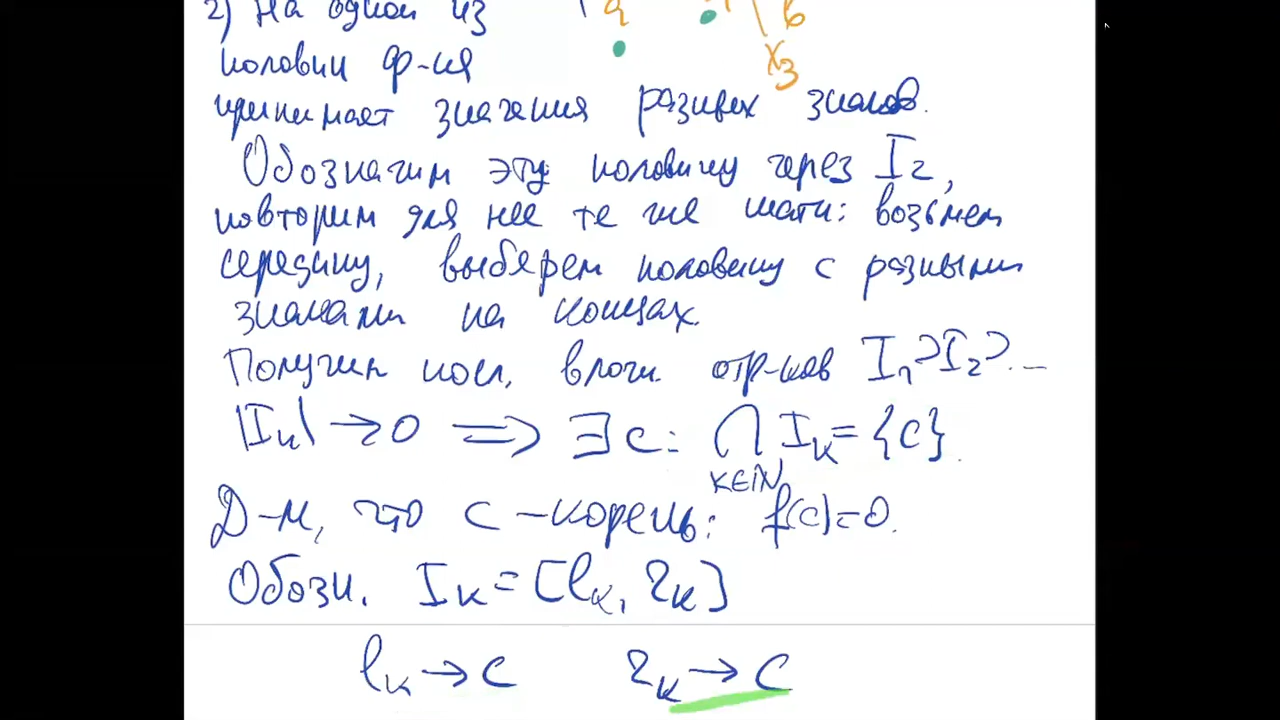 2) На одной из
половин ф-ия
принимает значения разных знаков.
Обозначим эту половину через I₂,
повторим для нее те же шаги: возьмем
середину, выберем половину с разными
знаками на концах.
Получим посл. влож. отр-ков I₁⊃I₂⊃...
|Iₖ|→0 ⟹ ∃c: ⋂ Iₖ={c}.
k∈ℕ
Д-м, что c – корень: f(c)=0.
Обозн. Iₖ=[lₖ, rₖ]
lₖ→c rₖ→c
a
b
x₃